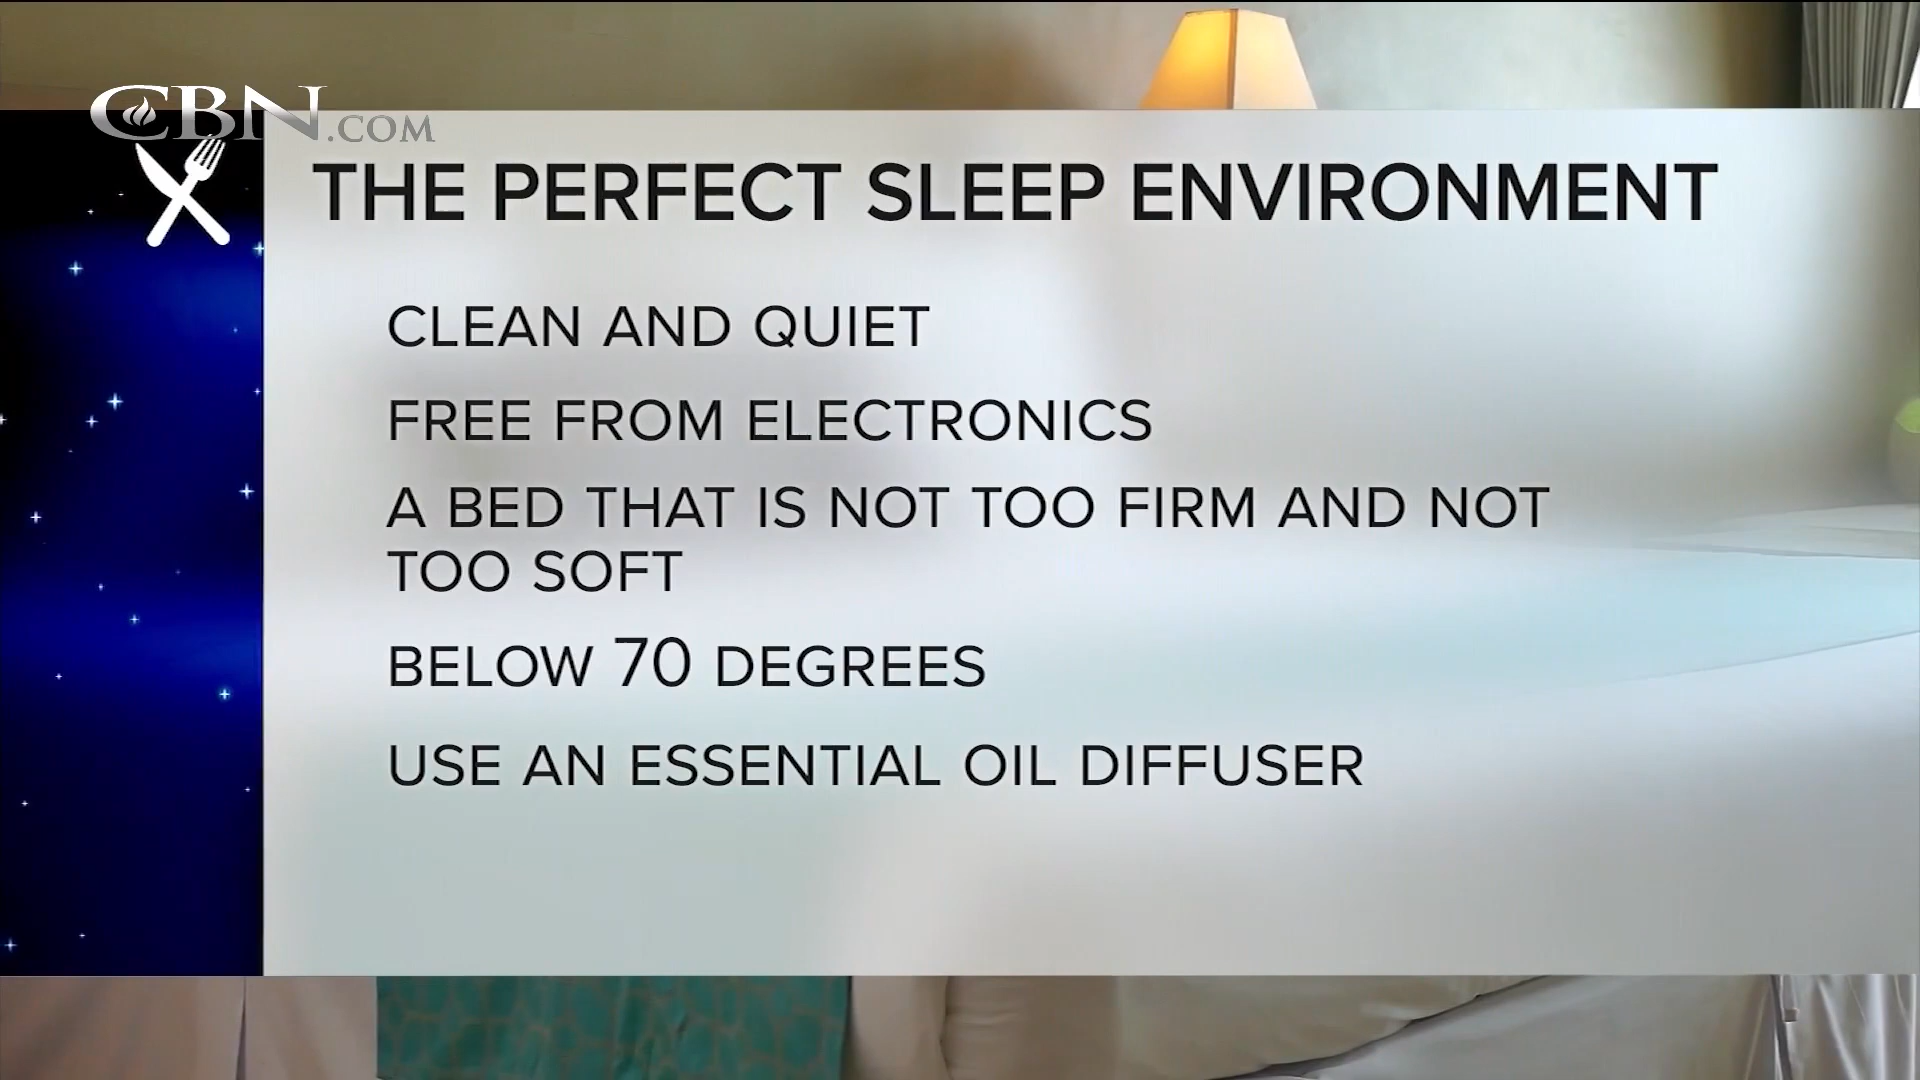 CBN.COM
THE PERFECT SLEEP ENVIRONMENT
CLEAN AND QUIET
FREE FROM ELECTRONICS
A BED THAT IS NOT TOO FIRM AND NOT
TOO SOFT
BELOW 70 DEGREES
USE AN ESSENTIAL OIL DIFFUSER